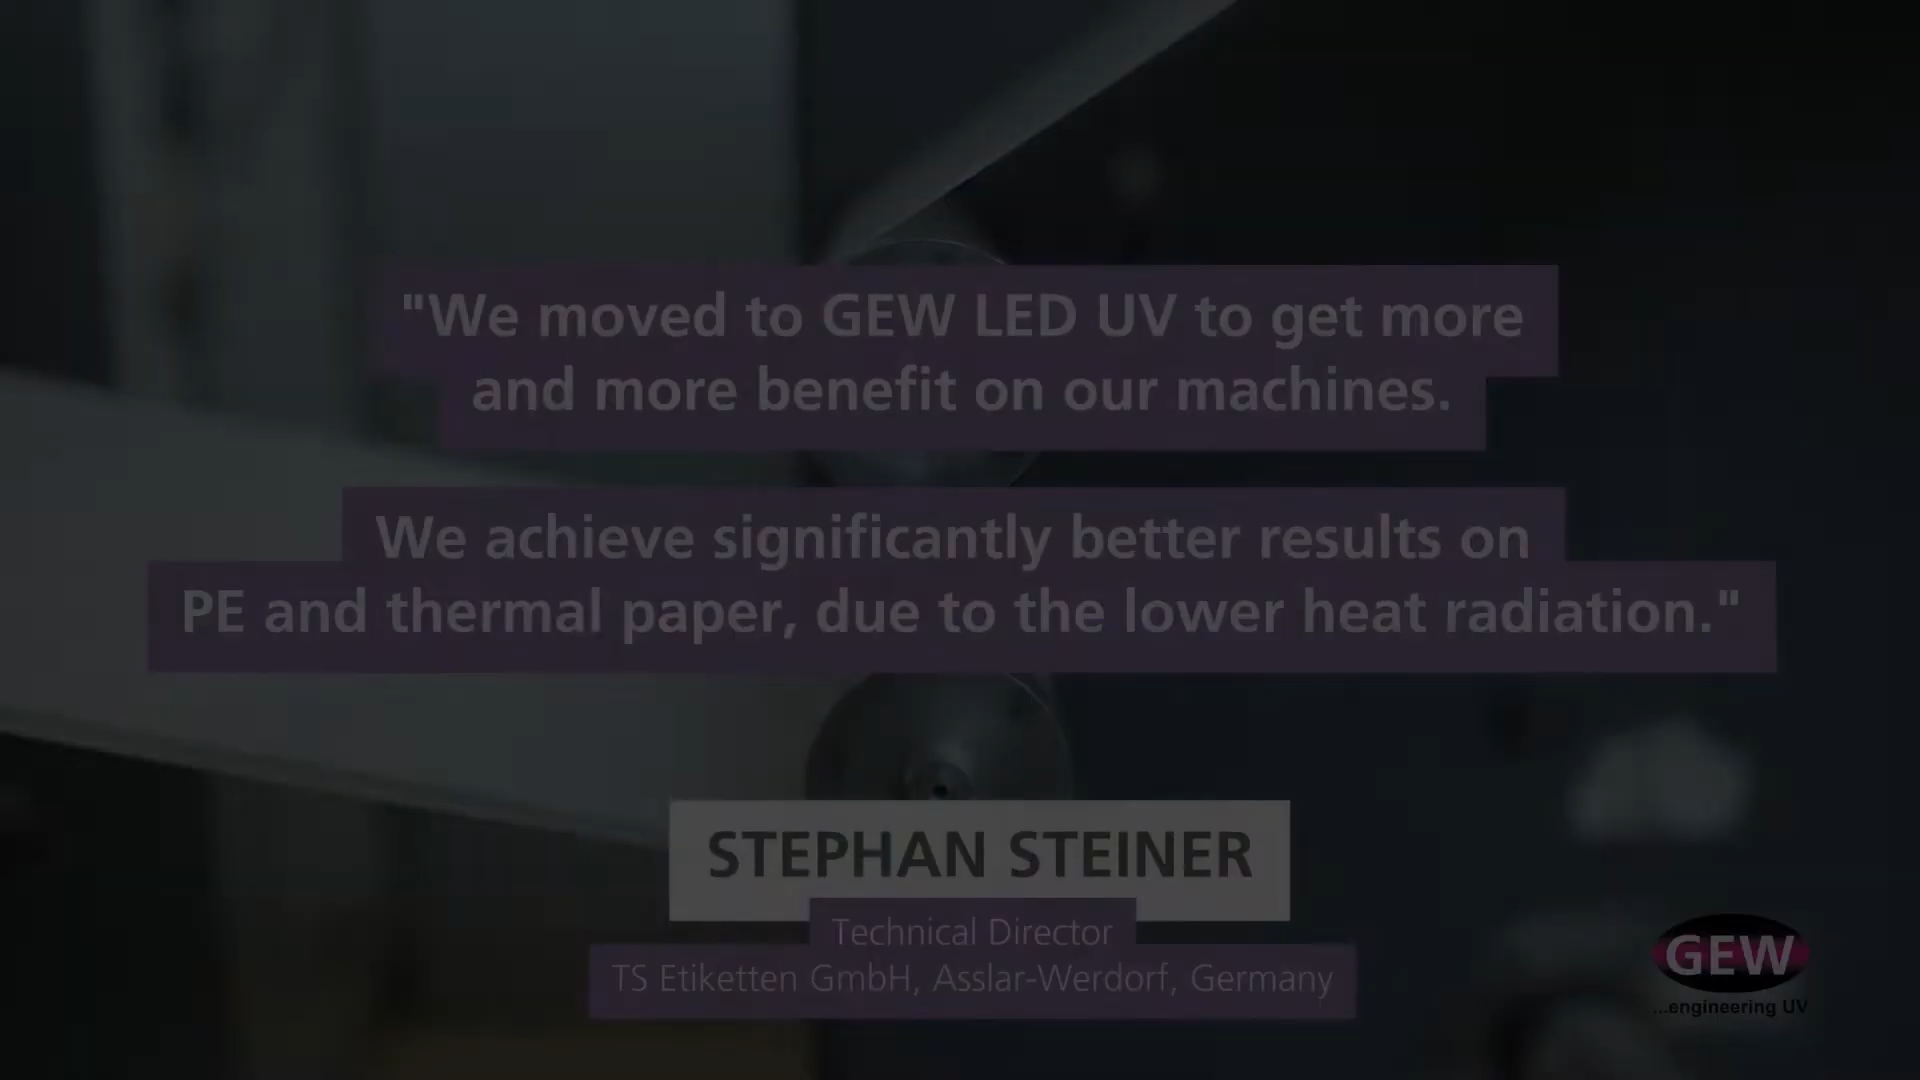 "We moved to GEW LED UV to get more
and more benefit on our machines.
We achieve significantly better results on
PE and thermal paper, due to the lower heat radiation."
STEPHAN STEINER
Technical Director
TS Etiketten GmbH, Asslar-Werdorf, Germany
GEW
...engineering UV